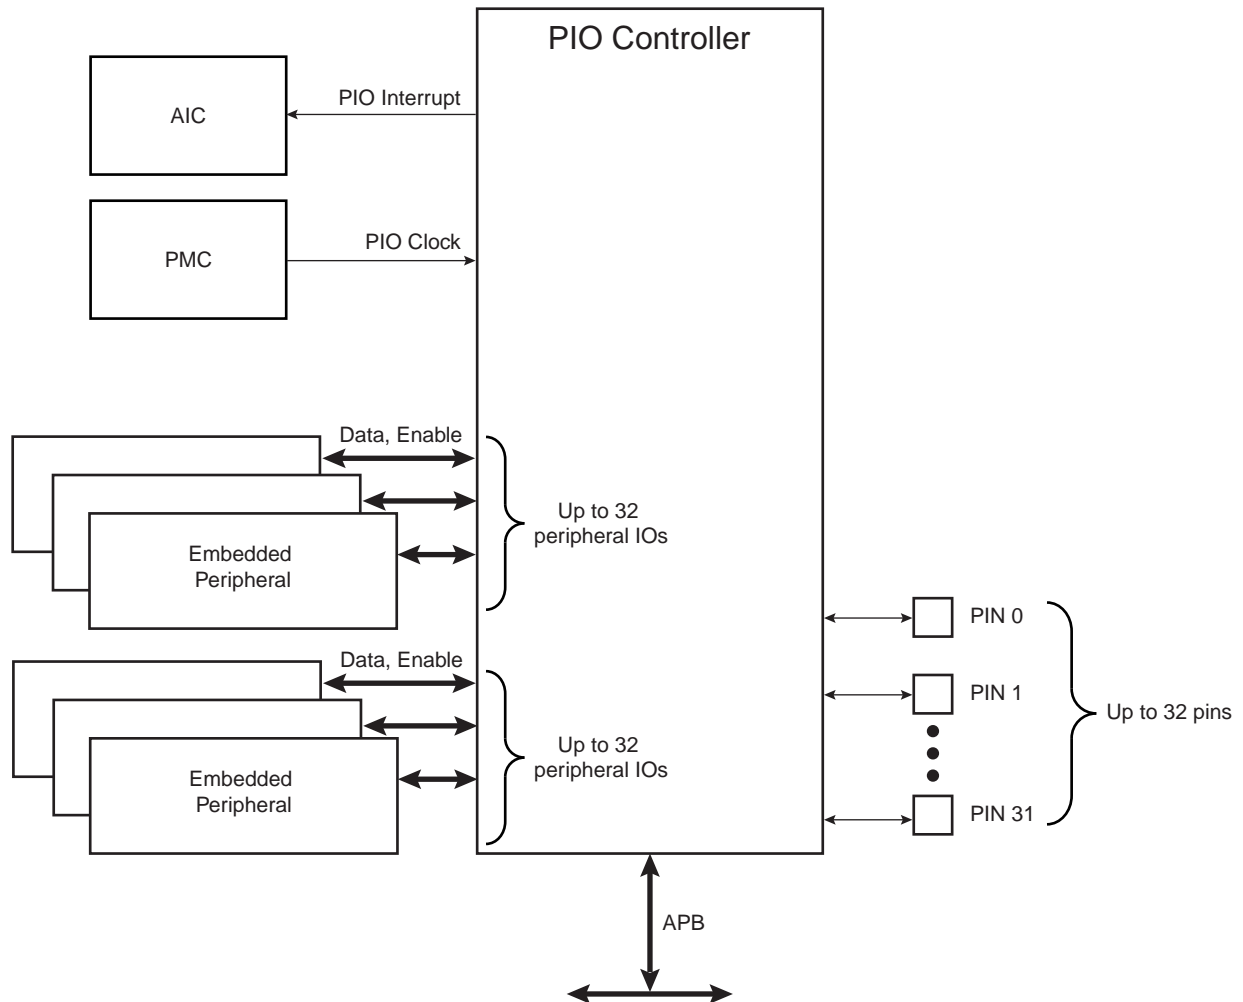 PIO Controller
PIO Interrupt
AIC
PIO Clock
PMC
Data, Enable
Up to 32
peripheral IOs
Embedded
Peripheral
PIN 0
Data, Enable
PIN 1
Up to 32 pins
Up to 32
peripheral IOs
Embedded
Peripheral
PIN 31
APB